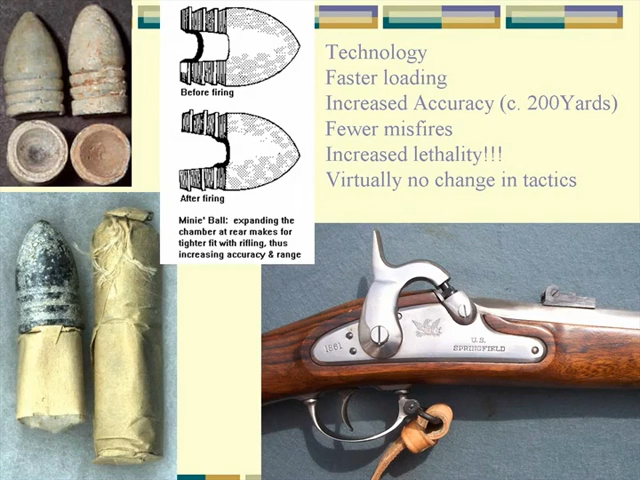 Before firing
After firing
Minie' Ball:  expanding the
chamber at rear makes for
tighter fit with rifling, thus
increasing accuracy & range
Technology
Faster loading
Increased Accuracy (c. 200Yards)
Fewer misfires
Increased lethality!!!
Virtually no change in tactics
1861
U.S.
SPRINGFIELD